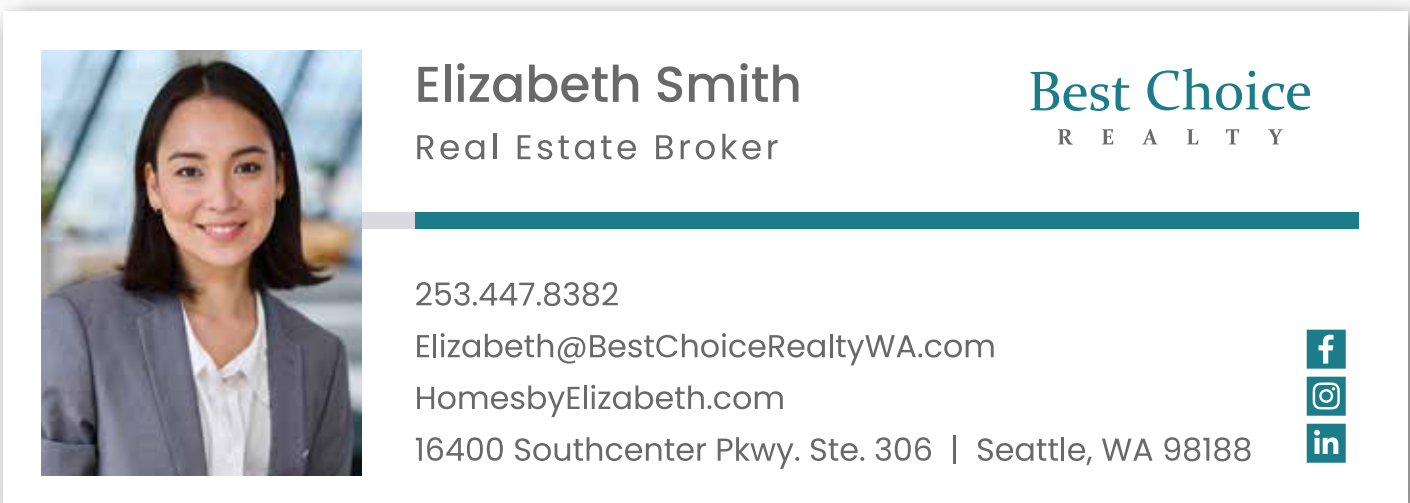 Elizabeth Smith
Real Estate Broker
Best Choice
REALTY
253.447.8382
Elizabeth@BestChoiceRealtyWA.com
HomesbyElizabeth.com
16400 Southcenter Pkwy. Ste. 306 | Seattle, WA 98188
f
in